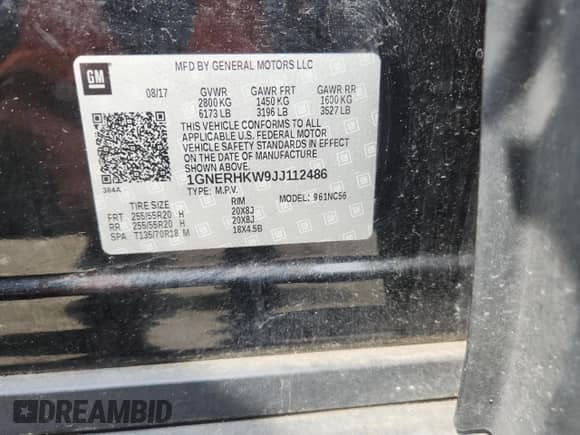 GM
MFD BY GENERAL MOTORS LLC
08/17 GVWR GAWR FRT GAWR RR
2800 KG 1450 KG 1600 KG
6173 LB 3196 LB 3527 LB
THIS VEHICLE CONFORMS TO ALL
APPLICABLE U.S. FEDERAL MOTOR
VEHICLE SAFETY STANDARDS IN EFFECT
ON THE DATE OF MANUFACTURE
SHOWN ABOVE.
384A
1GNERHKW9JJ112486
TYPE: M.P.V. MODEL: 961NC56
TIRE SIZE RIM
FRT 255/55R20 H 20X8J
RR 255/55R20 H 20X8J
SPA T135/70R18 M 18X4.5B
DREAMBID